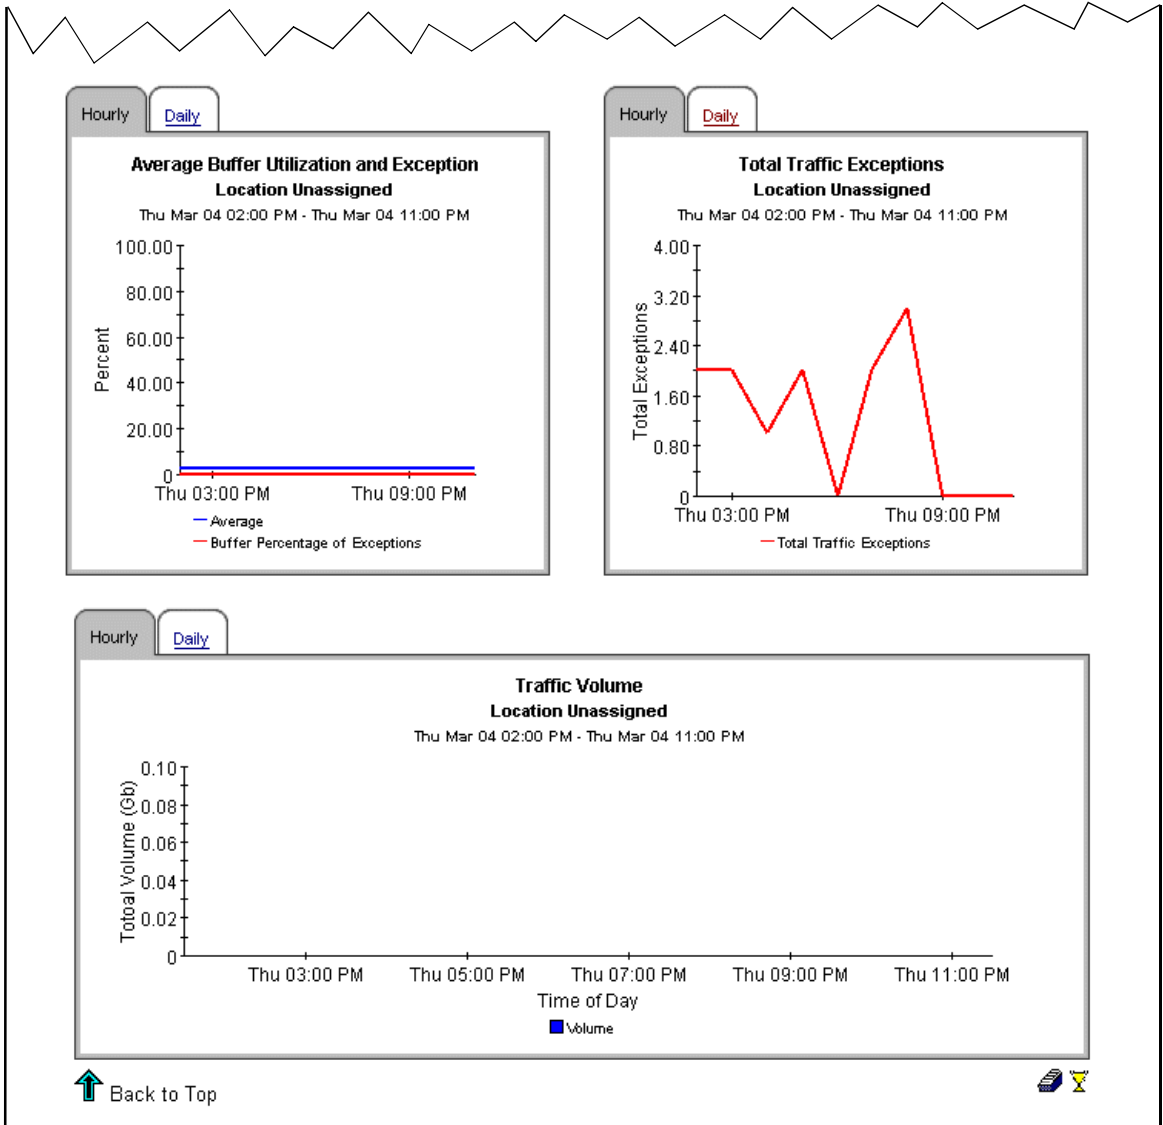 Hourly Daily
Average Buffer Utilization and Exception
Location Unassigned
Thu Mar 04 02:00 PM - Thu Mar 04 11:00 PM
100.00
80.00
60.00
40.00
20.00
0
Percent
Thu 03:00 PM Thu 09:00 PM
Average
Buffer Percentage of Exceptions
Hourly Daily
Total Traffic Exceptions
Location Unassigned
Thu Mar 04 02:00 PM - Thu Mar 04 11:00 PM
4.00
3.20
2.40
1.60
0.80
0
Total Exceptions
Thu 03:00 PM Thu 09:00 PM
Total Traffic Exceptions
Hourly Daily
Traffic Volume
Location Unassigned
Thu Mar 04 02:00 PM - Thu Mar 04 11:00 PM
0.10
0.08
0.06
0.04
0.02
0
Totoal Volume (Gb)
Thu 03:00 PM Thu 05:00 PM Thu 07:00 PM Thu 09:00 PM Thu 11:00 PM
Time of Day
Volume
Back to Top